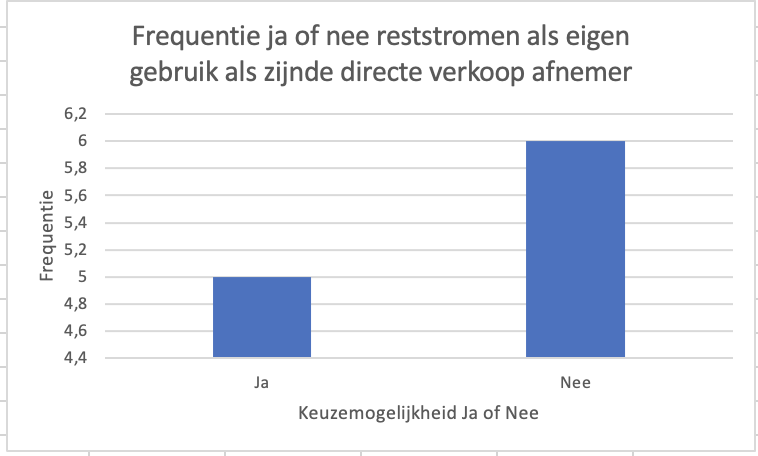 Frequentie ja of nee reststromen als eigen
gebruik als zijnde directe verkoop afnemer
6,2
6
5,8
5,6
5,4
5,2
5
4,8
4,6
4,4
Frequentie
Ja Nee
Keuzemogelijkheid Ja of Nee